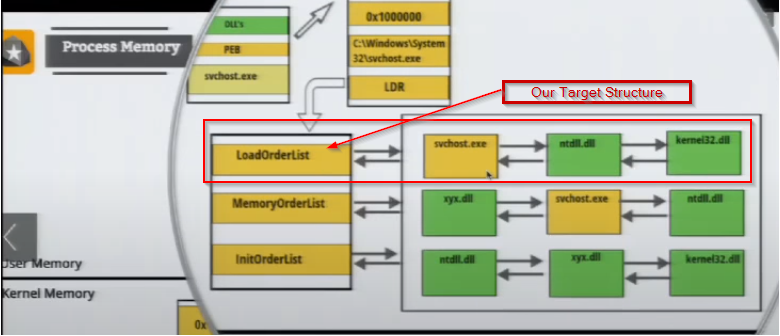 DLL's
PEB
svchost.exe
Process Memory
0x1000000
C:\Windows\System
32\svchost.exe
LDR
Our Target Structure
LoadOrderList
svchost.exe
ntdll.dll
kernel32.dll
MemoryOrderList
xyx.dll
svchost.exe
ntdll.dll
InitOrderList
ntdll.dll
xyx.dll
kernel32.dll
User Memory
Kernel Memory
0x